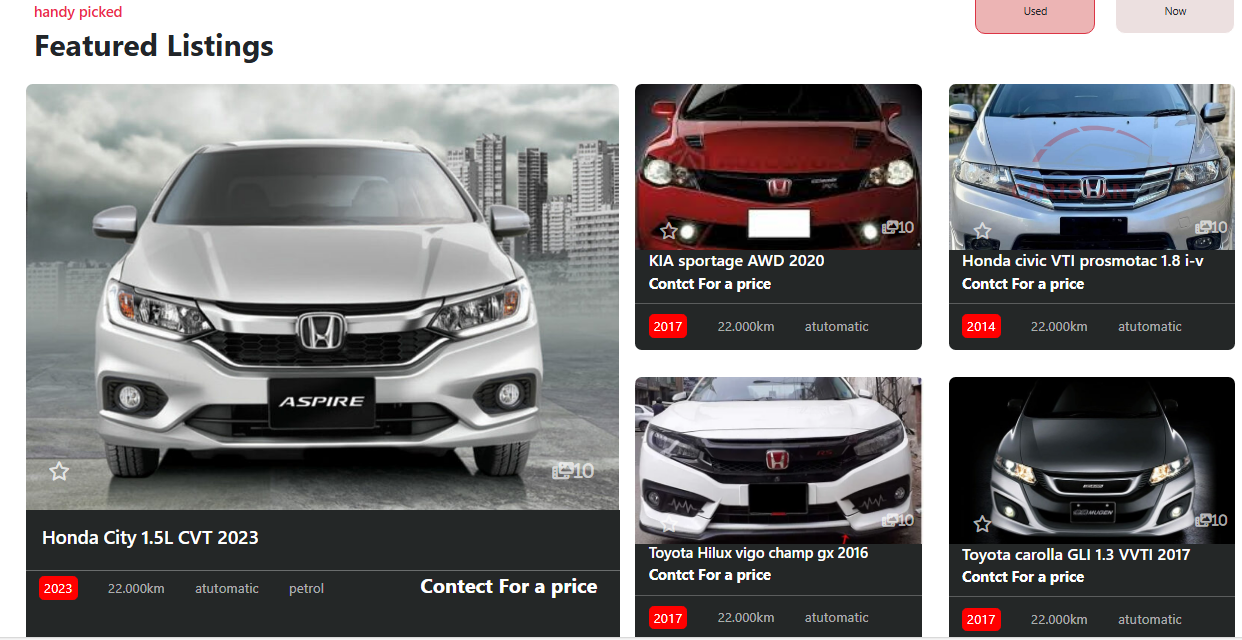 handy picked
Featured Listings
Used
Now
ASPIRE
10
Honda City 1.5L CVT 2023
2023 22.000km atutomatic petrol Contect For a price
10
KIA sportage AWD 2020
Contct For a price
2017 22.000km atutomatic
10
Honda civic VTI prosmotac 1.8 i-v
Contct For a price
2014 22.000km atutomatic
10
Toyota Hilux vigo champ gx 2016
Contct For a price
2017 22.000km atutomatic
MUGEN
10
Toyota carolla GLI 1.3 VVTI 2017
Contct For a price
2017 22.000km atutomatic